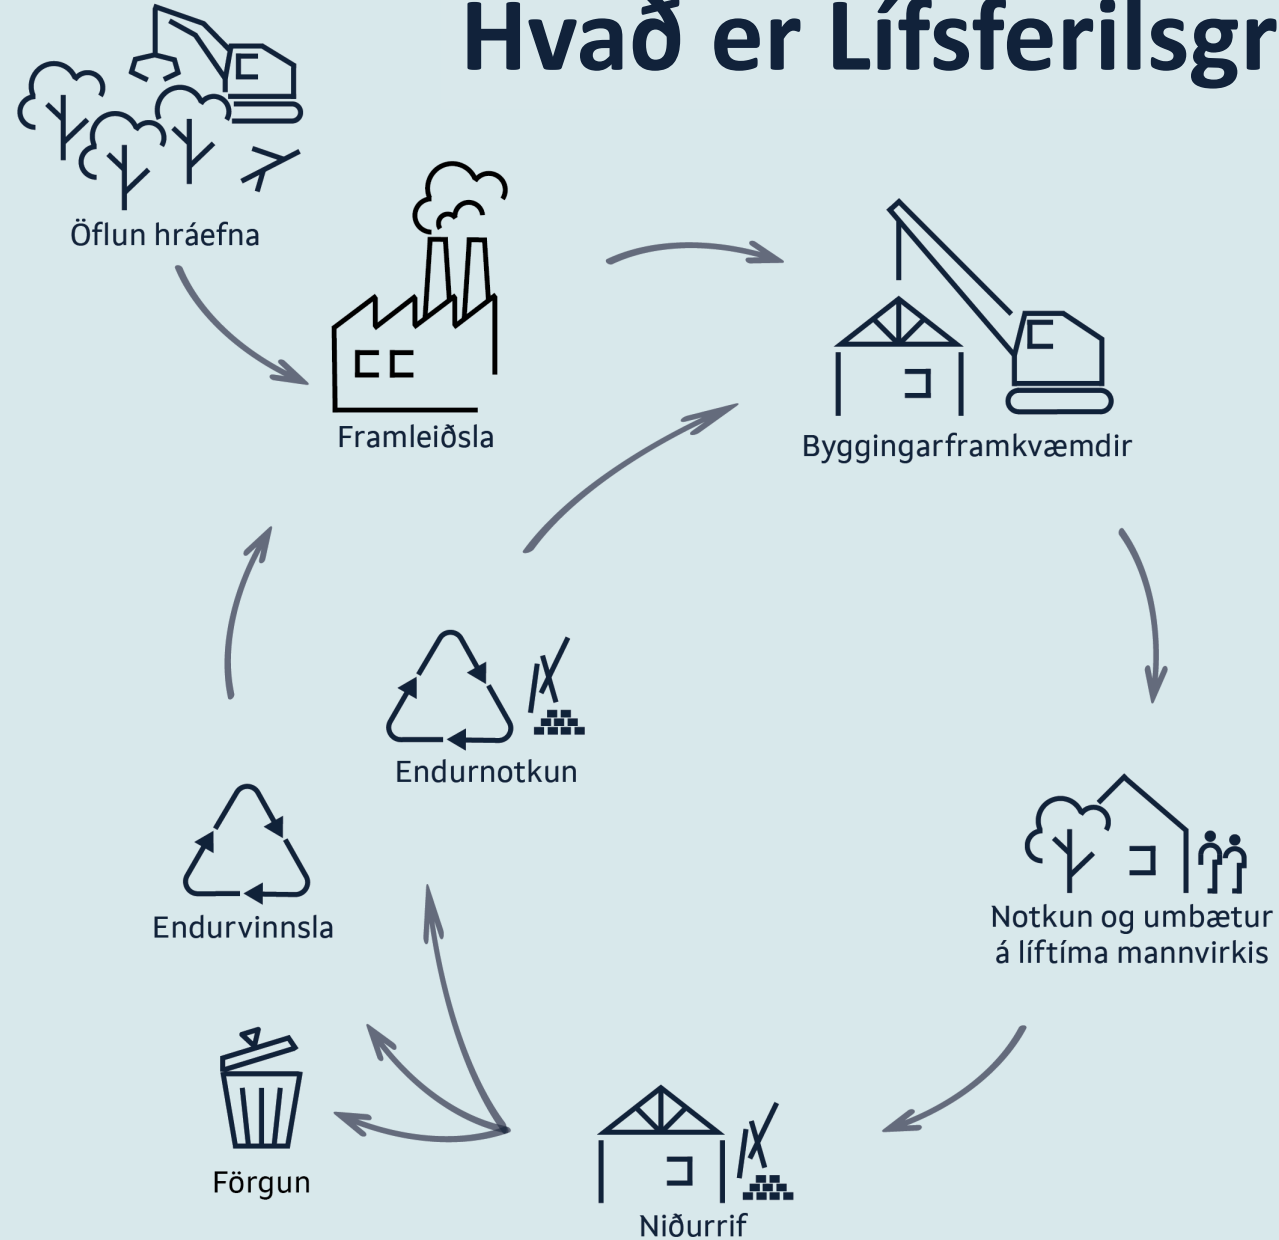 Hvað er Lífsferilsgr
Öflun hráefna
Framleiðsla
Byggingarframkvæmdir
Endurnotkun
Endurvinnsla
Notkun og umbætur
á líftíma mannvirkis
Förgun
Niðurrif